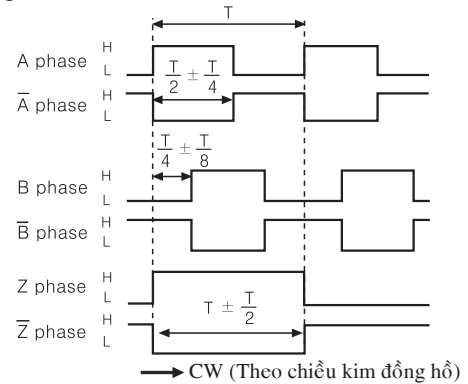 T
A phase H
L
T/2 ± T/4
A̅ phase H
L
T/4 ± T/8
B phase H
L
B̅ phase H
L
Z phase H
L
T ± T/2
Z̅ phase H
L
CW (Theo chiều kim đồng hồ)